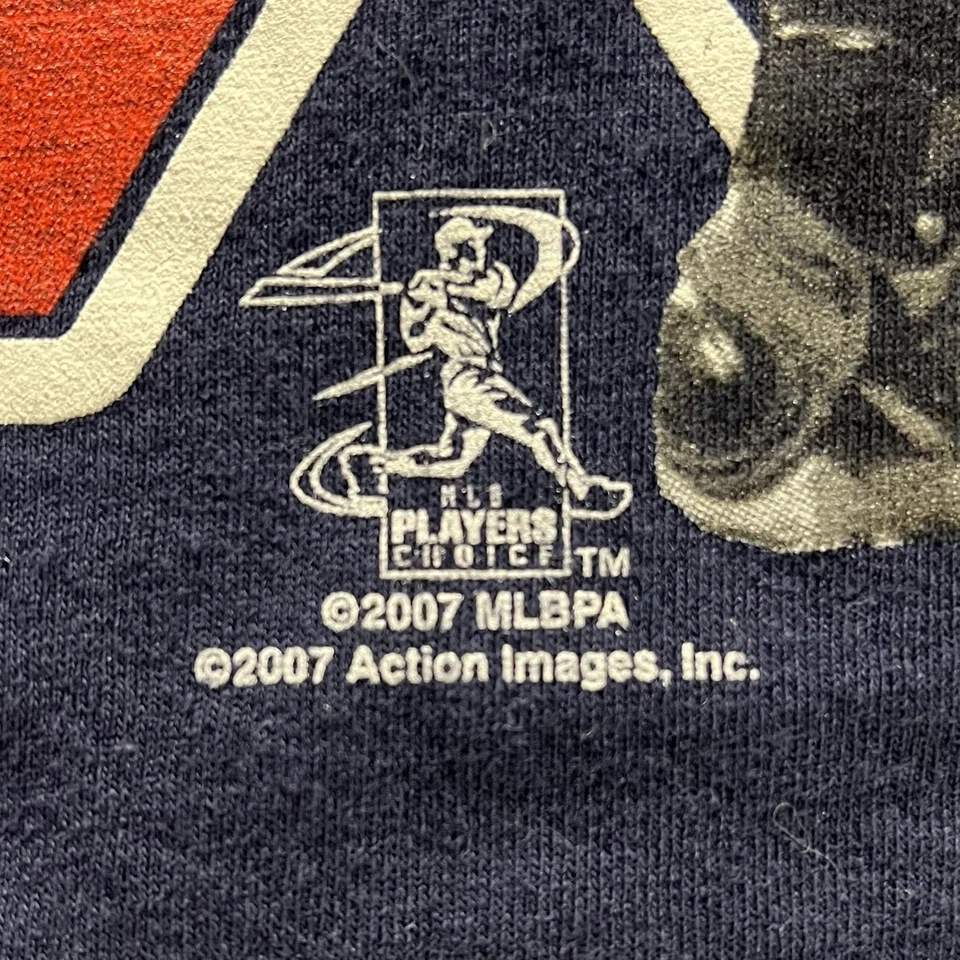 MLB
PLAYERS
CHOICE TM
©2007 MLBPA
©2007 Action Images, Inc.